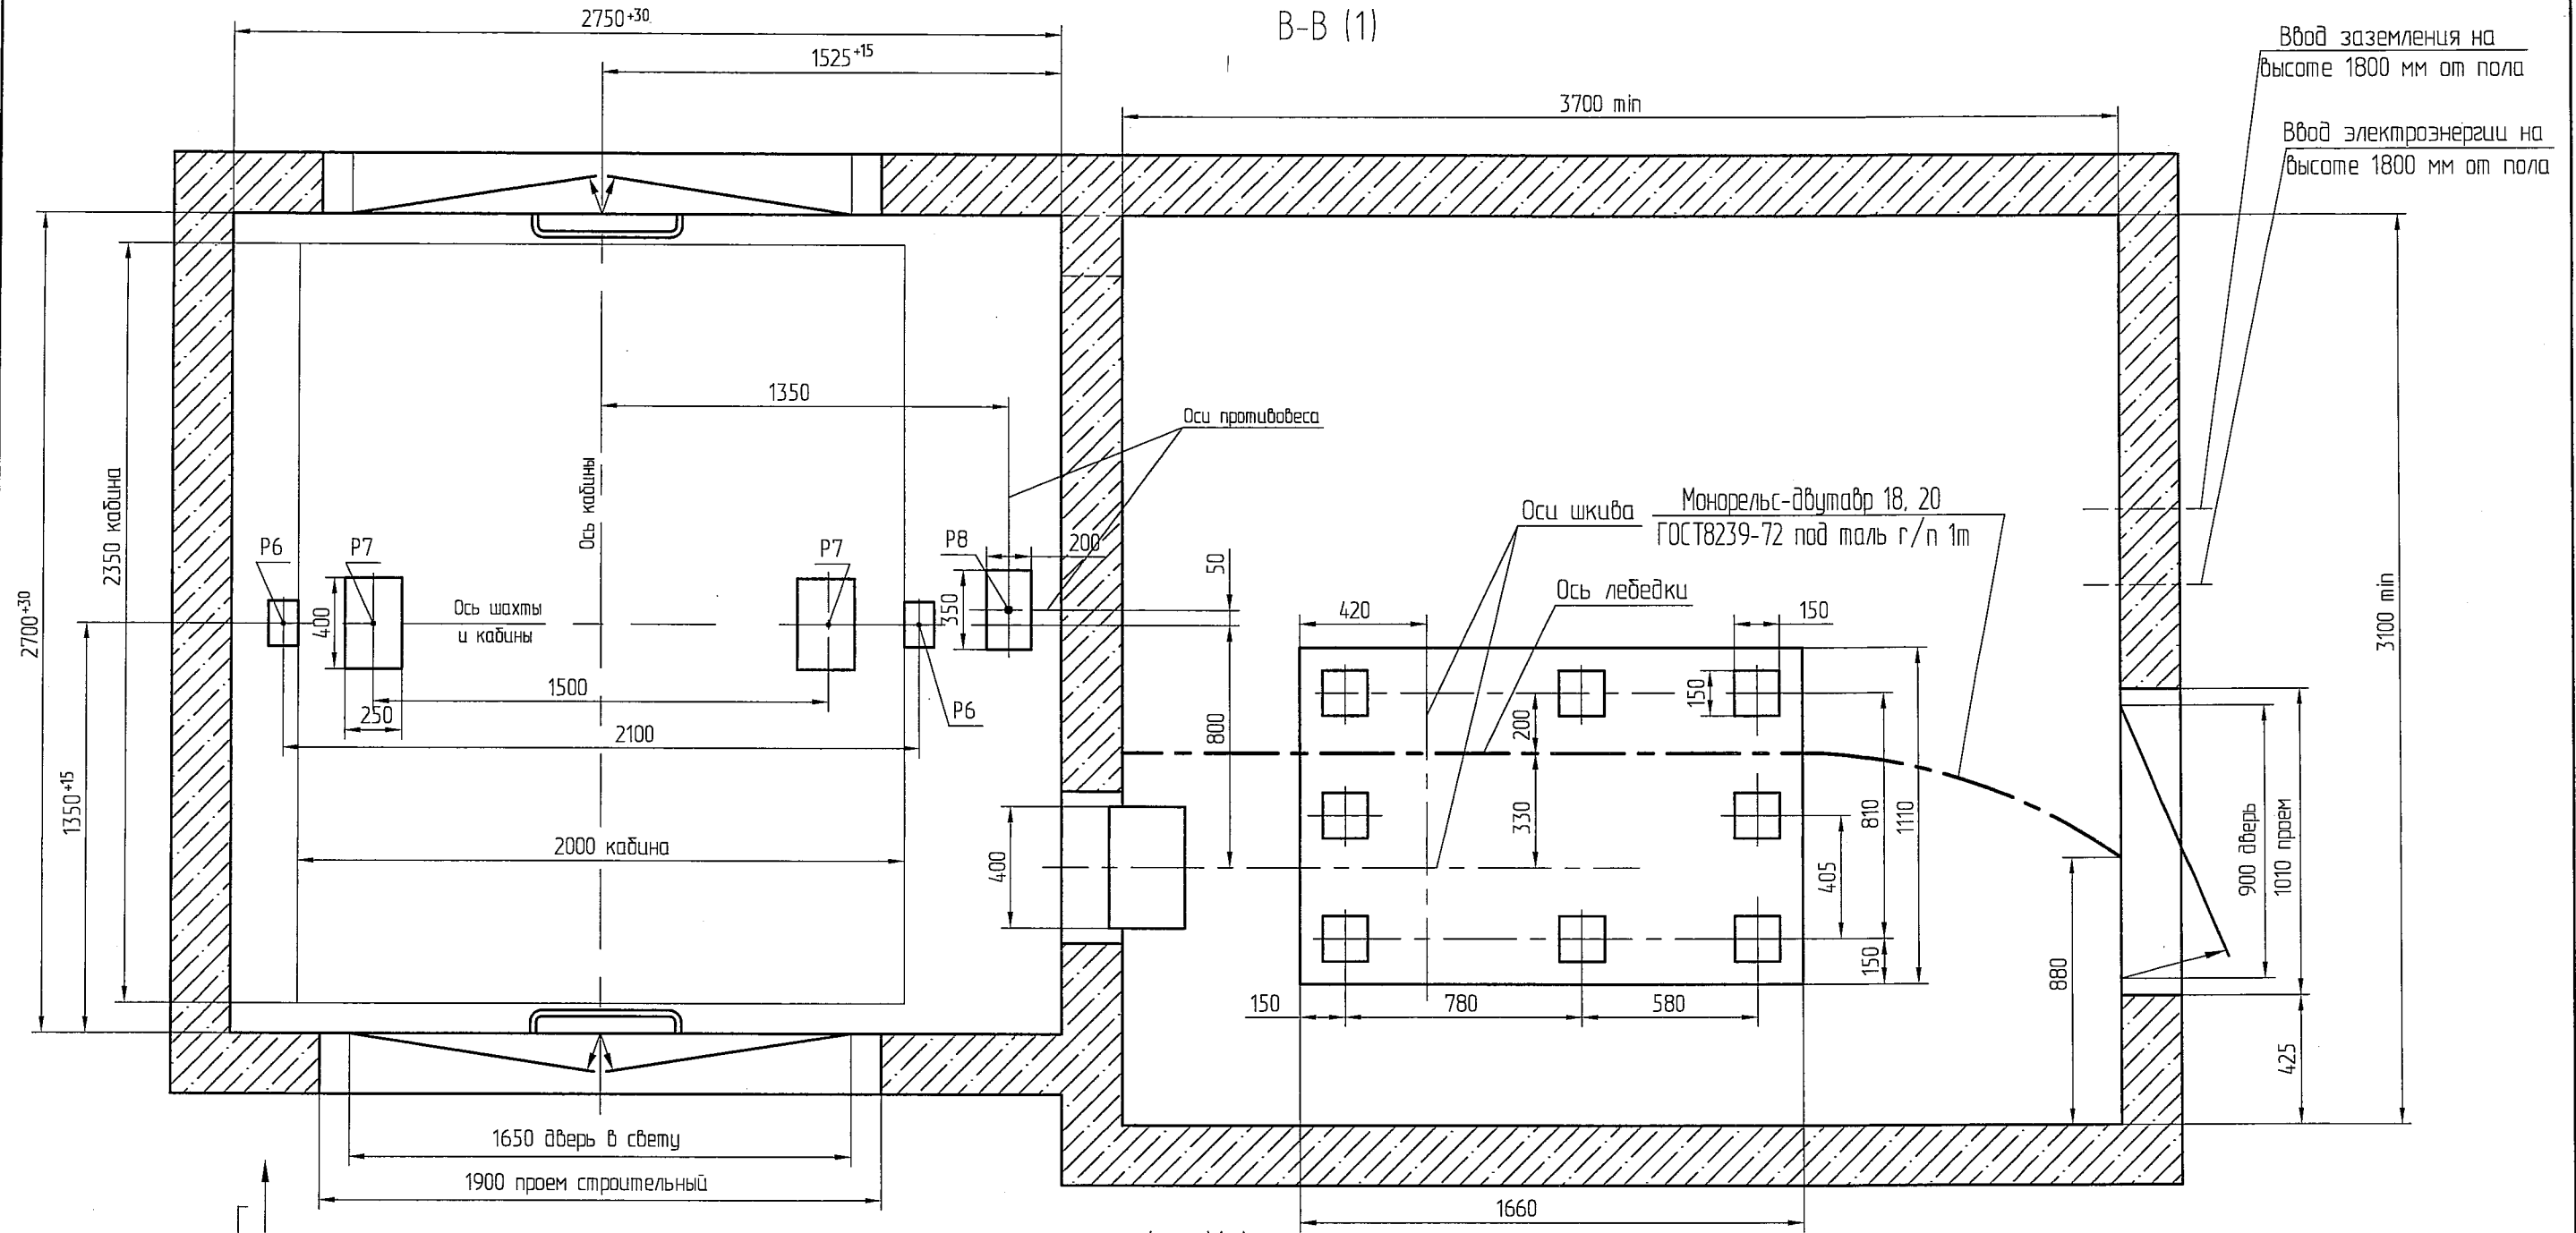 В-В (1)
2750+30
1525+15
3700 min
Ввод заземления на
высоте 1800 мм от пола
Ввод электроэнергии на
высоте 1800 мм от пола
1350
Оси противовеса
Ось кабины
2350 кабина
2700+30
1350+15
Р6
Р7
400
Ось шахты
и кабины
Р7
Р8
200
350
50
1500
250
Р6
2100
800
2000 кабина
400
Оси шкива
Монорельс-двутавр 18, 20
ГОСТ8239-72 под таль г/п 1т
Ось лебедки
420
150
150
200
330
810
1110
405
150
150
780
580
880
3100 min
900 дверь
1010 проем
425
1650 дверь в свету
1900 проем строительный
1660
Г